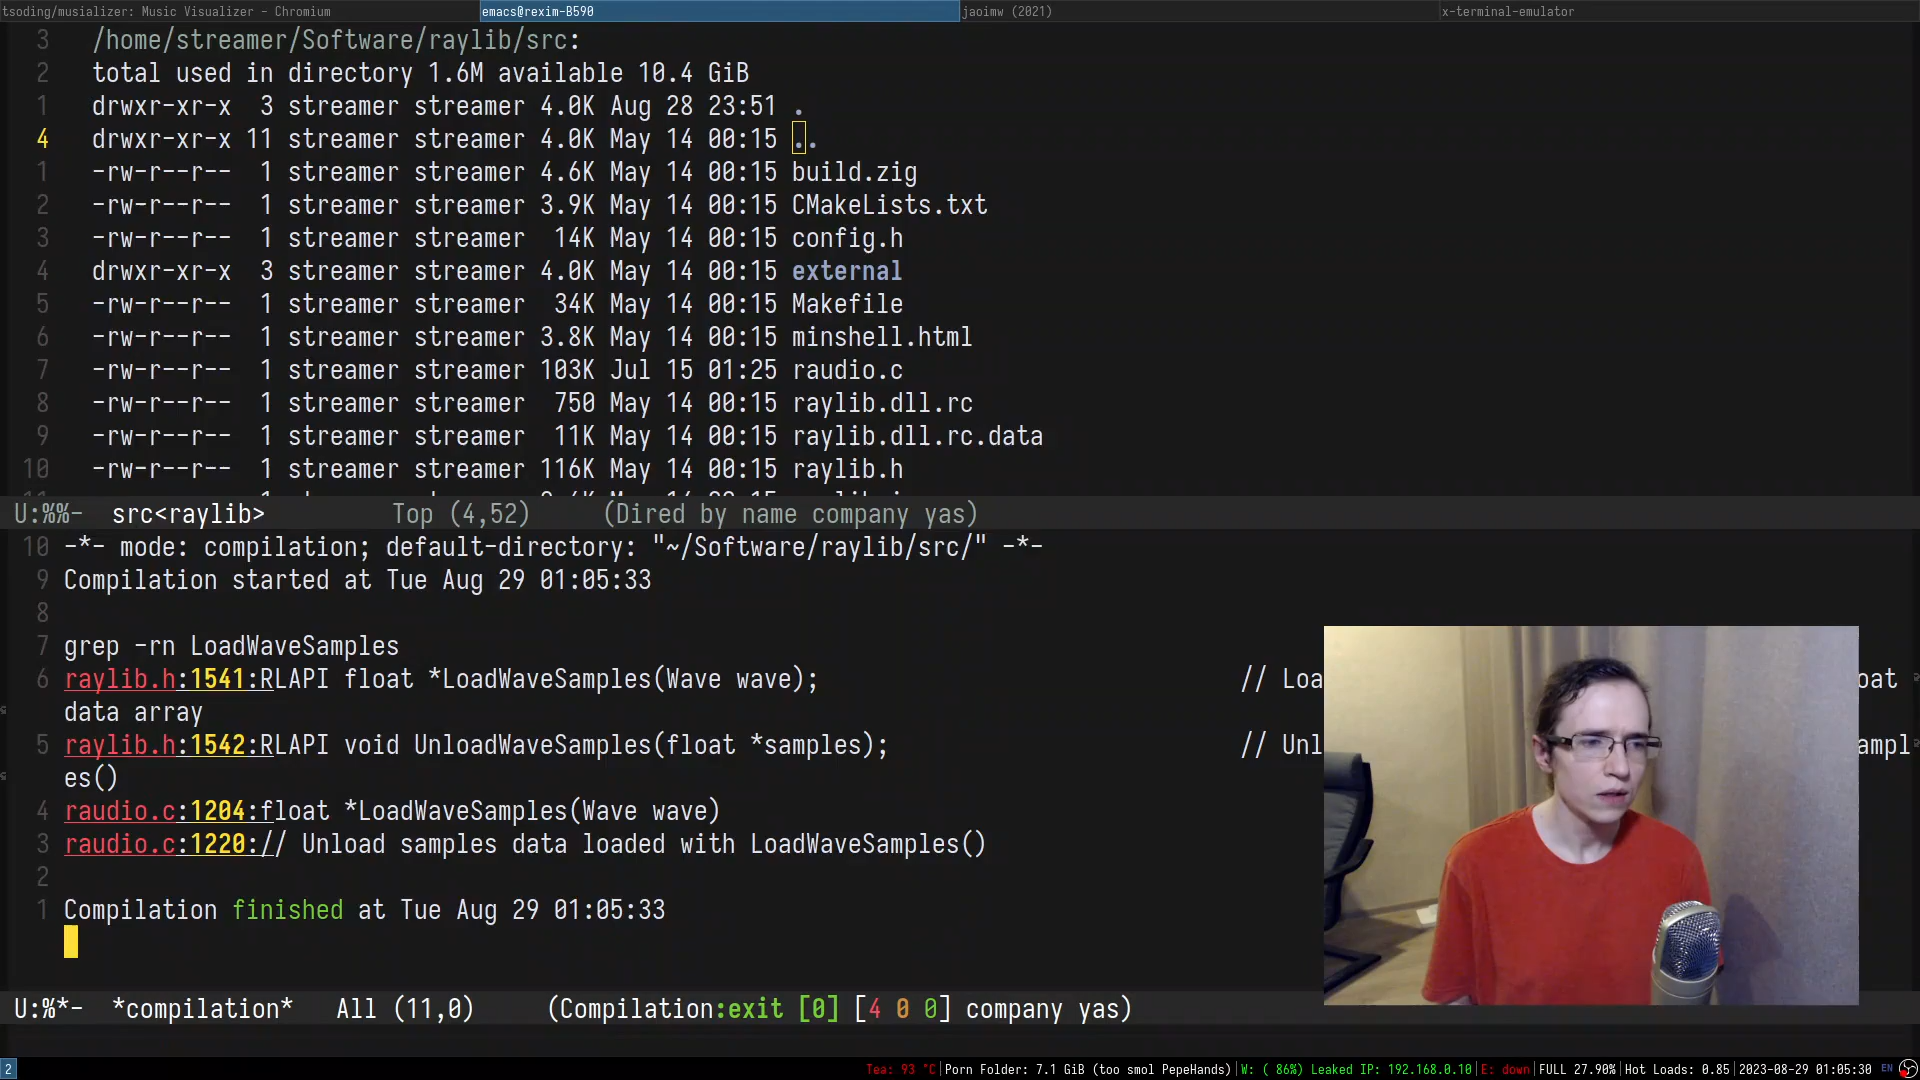 tsoding/musializer: Music Visualizer - Chromium
emacs@rexim-B590
jaoimw (2021)
x-terminal-emulator
3 /home/streamer/Software/raylib/src:
2 total used in directory 1.6M available 10.4 GiB
1 drwxr-xr-x 3 streamer streamer 4.0K Aug 28 23:51 .
4 drwxr-xr-x 11 streamer streamer 4.0K May 14 00:15 ..
1 -rw-r--r-- 1 streamer streamer 4.6K May 14 00:15 build.zig
2 -rw-r--r-- 1 streamer streamer 3.9K May 14 00:15 CMakeLists.txt
3 -rw-r--r-- 1 streamer streamer 14K May 14 00:15 config.h
4 drwxr-xr-x 3 streamer streamer 4.0K May 14 00:15 external
5 -rw-r--r-- 1 streamer streamer 34K May 14 00:15 Makefile
6 -rw-r--r-- 1 streamer streamer 3.8K May 14 00:15 minshell.html
7 -rw-r--r-- 1 streamer streamer 103K Jul 15 01:25 raudio.c
8 -rw-r--r-- 1 streamer streamer 750 May 14 00:15 raylib.dll.rc
9 -rw-r--r-- 1 streamer streamer 11K May 14 00:15 raylib.dll.rc.data
10 -rw-r--r-- 1 streamer streamer 116K May 14 00:15 raylib.h
U:%%- src<raylib> Top (4,52) (Dired by name company yas)
10 -*- mode: compilation; default-directory: "~/Software/raylib/src/" -*-
9 Compilation started at Tue Aug 29 01:05:33
8
7 grep -rn LoadWaveSamples
6 raylib.h:1541:RLAPI float *LoadWaveSamples(Wave wave); // Loa oat
data array
5 raylib.h:1542:RLAPI void UnloadWaveSamples(float *samples); // Unl ampl
es()
4 raudio.c:1204:float *LoadWaveSamples(Wave wave)
3 raudio.c:1220:// Unload samples data loaded with LoadWaveSamples()
2
1 Compilation finished at Tue Aug 29 01:05:33
U:%*- *compilation* All (11,0) (Compilation:exit [0] [4 0 0] company yas)
2 Tea: 93 °C|Porn Folder: 7.1 GiB (too smol PepeHands)|W: ( 86%) Leaked IP: 192.168.0.10|E: down|FULL 27.90%|Hot Loads: 0.85|2023-08-29 01:05:30 EN